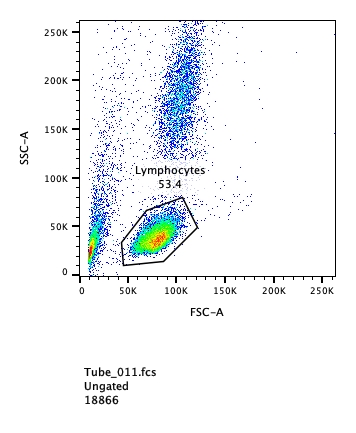 250K
200K
150K
100K
50K
0
SSC-A
Lymphocytes
53.4
0 50K 100K 150K 200K 250K
FSC-A
Tube_011.fcs
Ungated
18866